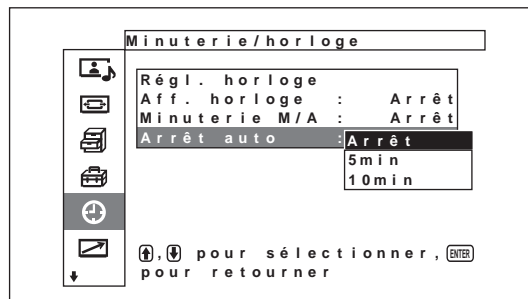 Minuterie/horloge
Régl. horloge
Aff. horloge : Arrêt
Minuterie M/A : Arrêt
Arrêt auto : Arrêt
5min
10min
, pour sélectionner, ENTER
pour retourner